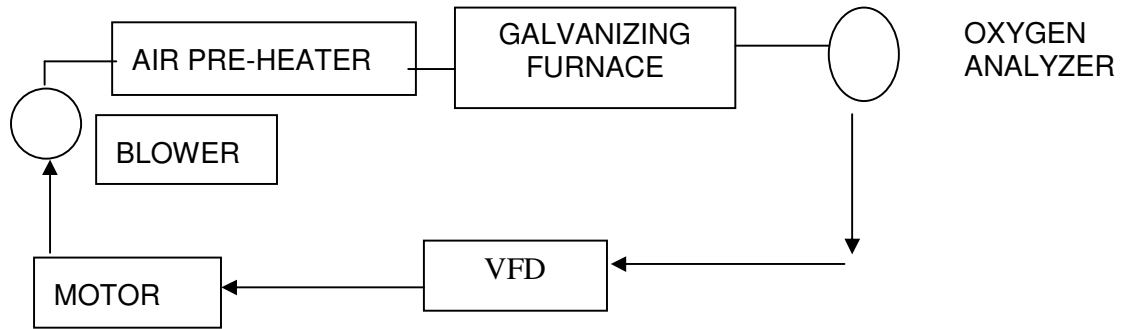 AIR PRE-HEATER
GALVANIZING
FURNACE
OXYGEN
ANALYZER
BLOWER
VFD
MOTOR